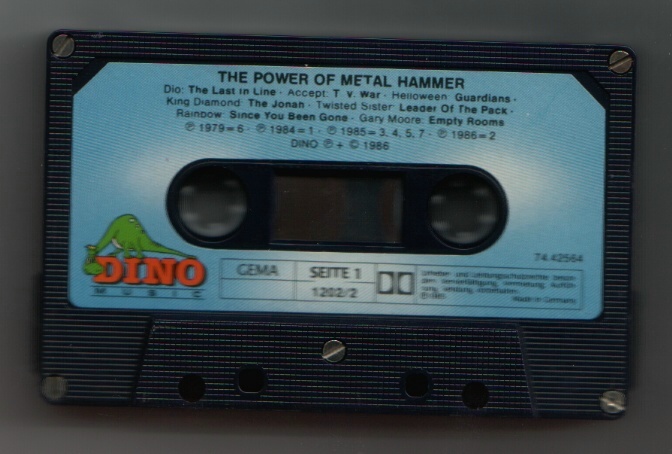 THE POWER OF METAL HAMMER
Dio: The Last in Line · Accept: T. V. War · Helloween: Guardians ·
King Diamond: The Jonah · Twisted Sister: Leader Of The Pack ·
Rainbow: Since You Been Gone · Gary Moore: Empty Rooms
℗ 1979=6 · ℗ 1984=1 · ℗ 1985=3, 4, 5, 7 · ℗ 1986=2
DINO ℗ + © 1986
74.42564
DINO
MUSIC
GEMA
SEITE 1
1202/2
Urheber- und Leistungsschutzrechte
Made in Germany